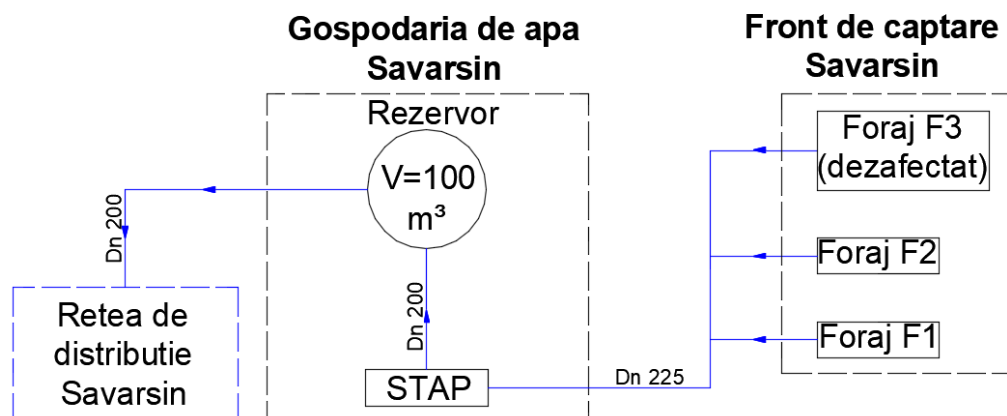 Gospodaria de apa
Savarsin
Front de captare
Savarsin
Rezervor
V=100
m³
Foraj F3
(dezafectat)
Foraj F2
Foraj F1
Dn 200
Dn 200
Dn 225
STAP
Retea de
distributie
Savarsin